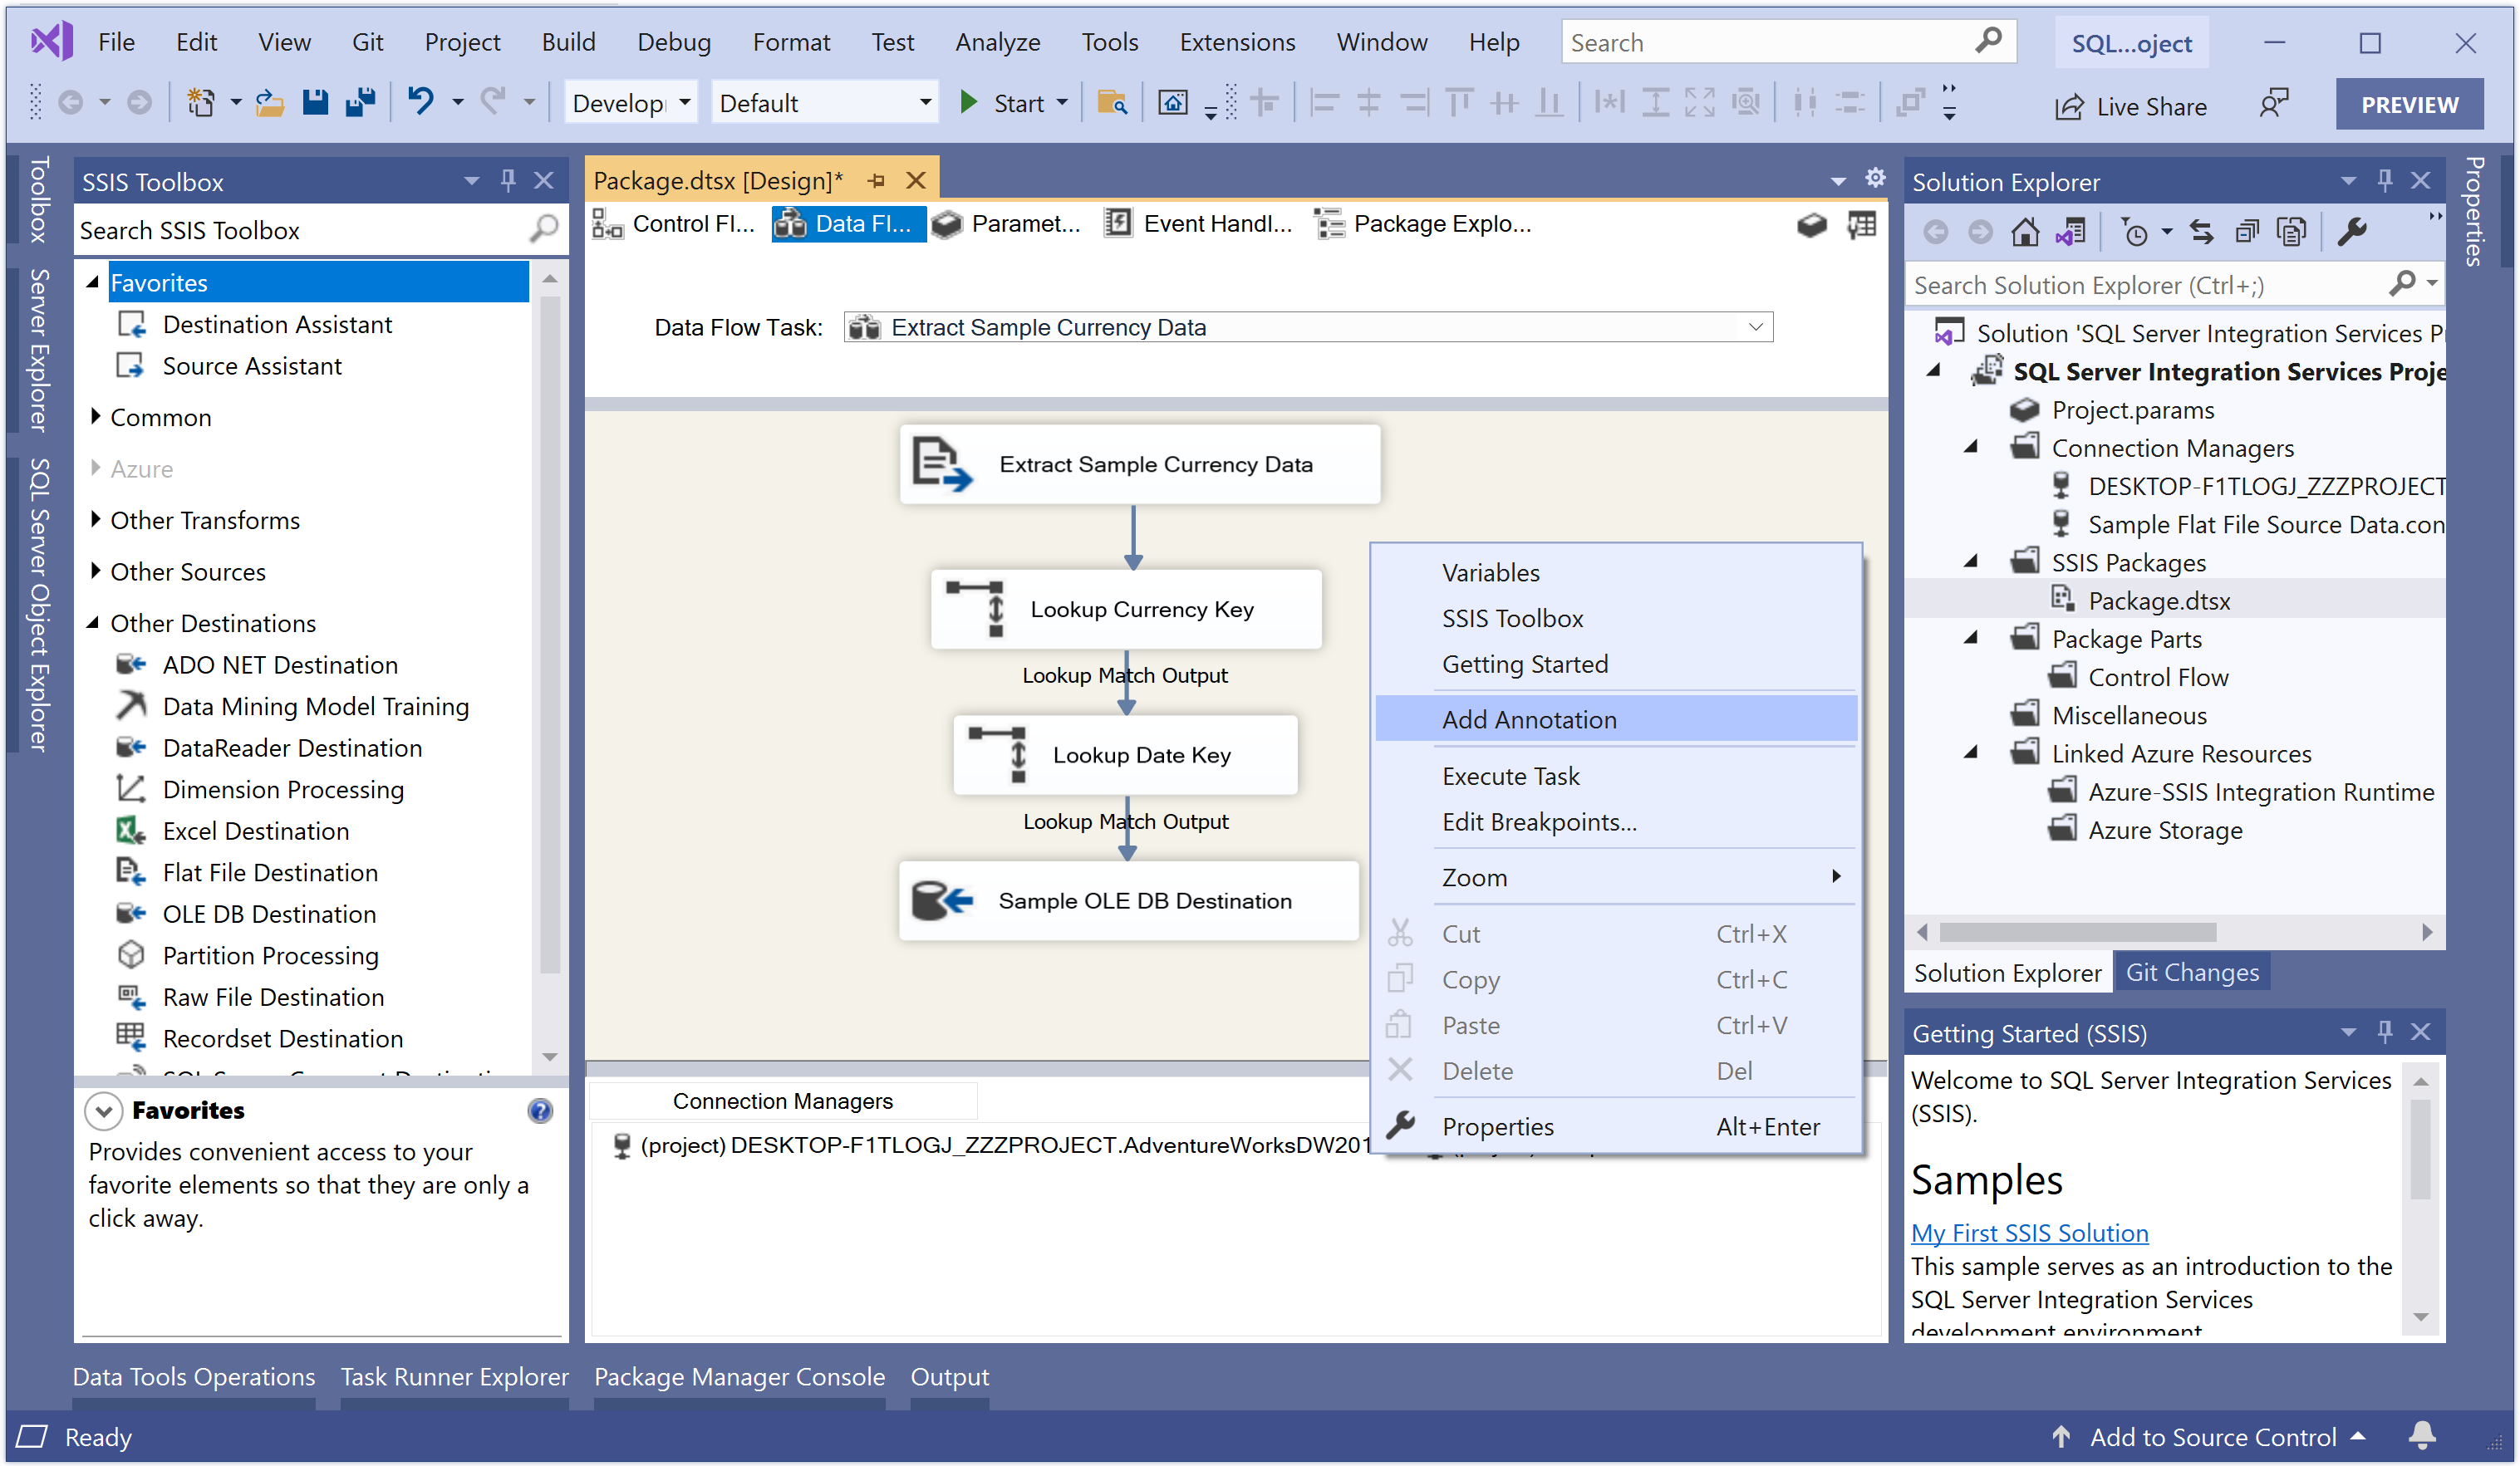 File Edit View Git Project Build Debug Format Test Analyze Tools Extensions Window Help Search SQL...oject
Develop Default Start Live Share PREVIEW
Toolbox
Server Explorer
SQL Server Object Explorer
SSIS Toolbox
Search SSIS Toolbox
Favorites
Destination Assistant
Source Assistant
Common
Azure
Other Transforms
Other Sources
Other Destinations
ADO NET Destination
Data Mining Model Training
DataReader Destination
Dimension Processing
Excel Destination
Flat File Destination
OLE DB Destination
Partition Processing
Raw File Destination
Recordset Destination
Favorites
Provides convenient access to your
favorite elements so that they are only a
click away.
Package.dtsx [Design]*
Control Fl... Data Fl... Paramet... Event Handl... Package Explo...
Data Flow Task: Extract Sample Currency Data
Extract Sample Currency Data
Lookup Currency Key
Lookup Match Output
Lookup Date Key
Lookup Match Output
Sample OLE DB Destination
Variables
SSIS Toolbox
Getting Started
Add Annotation
Execute Task
Edit Breakpoints...
Zoom
Cut Ctrl+X
Copy Ctrl+C
Paste Ctrl+V
Delete Del
Properties Alt+Enter
Connection Managers
(project) DESKTOP-F1TLOGJ_ZZZPROJECT.AdventureWorksDW201
Solution Explorer
Search Solution Explorer (Ctrl+;)
Solution 'SQL Server Integration Services P
SQL Server Integration Services Proje
Project.params
Connection Managers
DESKTOP-F1TLOGJ_ZZZPROJECT
Sample Flat File Source Data.con
SSIS Packages
Package.dtsx
Package Parts
Control Flow
Miscellaneous
Linked Azure Resources
Azure-SSIS Integration Runtime
Azure Storage
Solution Explorer Git Changes
Getting Started (SSIS)
Welcome to SQL Server Integration Services
(SSIS).
Samples
My First SSIS Solution
This sample serves as an introduction to the
SQL Server Integration Services
development environment
Properties
Data Tools Operations Task Runner Explorer Package Manager Console Output
Ready Add to Source Control